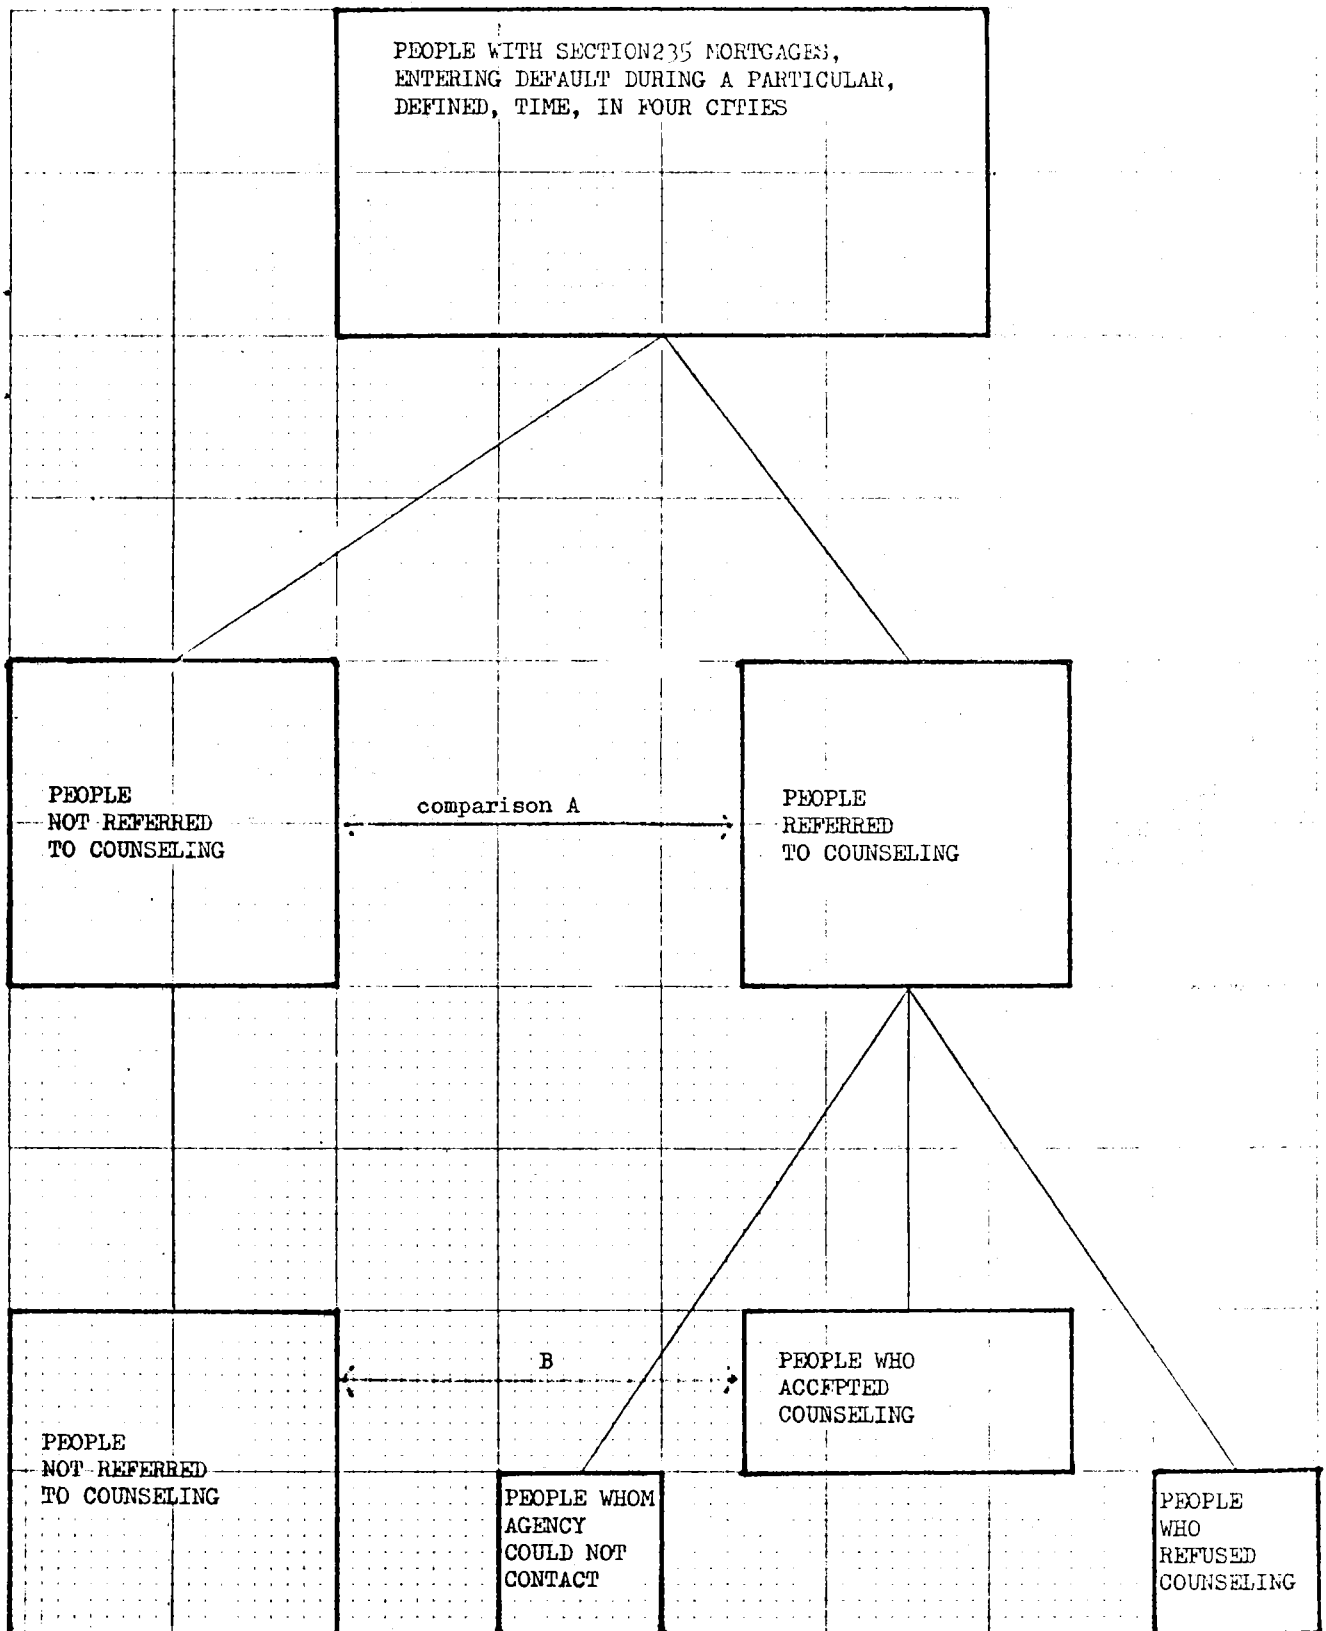 PEOPLE WITH SECTION235 MORTGAGES,
ENTERING DEFAULT DURING A PARTICULAR,
DEFINED, TIME, IN FOUR CITIES
PEOPLE
NOT REFERRED
TO COUNSELING
comparison A
PEOPLE
REFERRED
TO COUNSELING
PEOPLE
NOT REFERRED
TO COUNSELING
B
PEOPLE WHO
ACCEPTED
COUNSELING
PEOPLE WHOM
AGENCY
COULD NOT
CONTACT
PEOPLE
WHO
REFUSED
COUNSELING